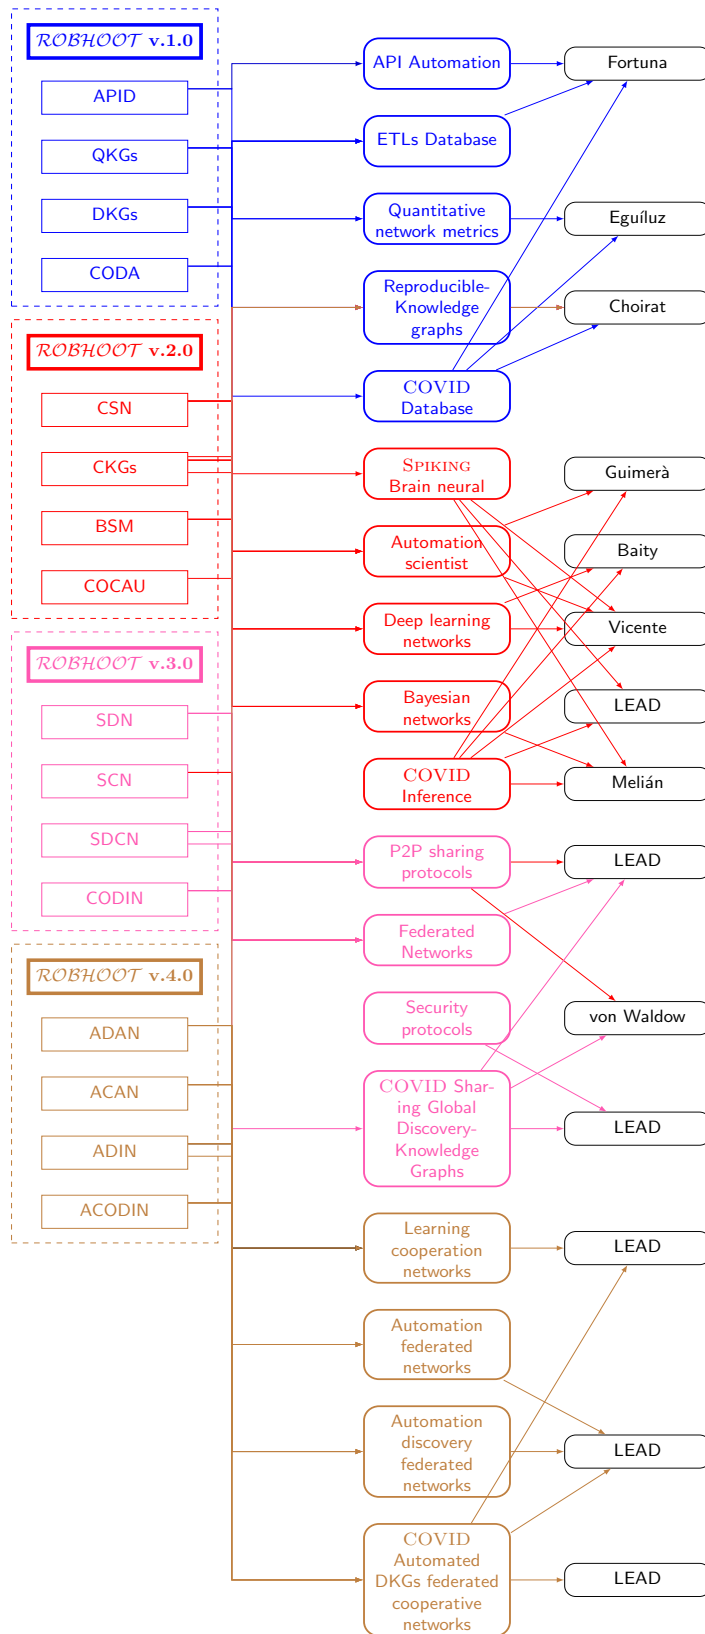 ROBHOOT v.1.0
APID
QKGs
DKGs
CODA
ROBHOOT v.2.0
CSN
CKGs
BSM
COCAU
ROBHOOT v.3.0
SDN
SCN
SDCN
CODIN
ROBHOOT v.4.0
ADAN
ACAN
ADIN
ACODIN
API Automation
ETLs Database
Quantitative
network metrics
Reproducible-
Knowledge
graphs
COVID
Database
SPIKING
Brain neural
Automation
scientist
Deep learning
networks
Bayesian
networks
COVID
Inference
P2P sharing
protocols
Federated
Networks
Security
protocols
COVID Shar-
ing Global
Discovery-
Knowledge
Graphs
Learning
cooperation
networks
Automation
federated
networks
Automation
discovery
federated
networks
COVID
Automated
DKGs federated
cooperative
networks
Fortuna
Eguíluz
Choirat
Guimerà
Baity
Vicente
LEAD
Melián
LEAD
von Waldow
LEAD
LEAD
LEAD
LEAD